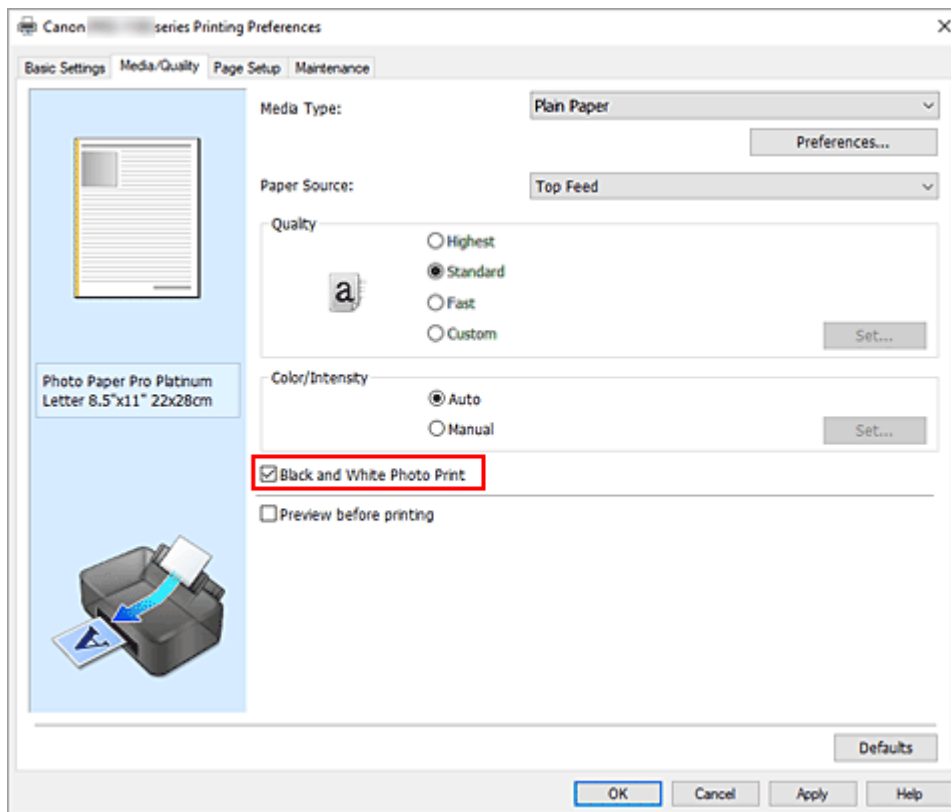 Canon series Printing Preferences
Basic Settings Media/Quality Page Setup Maintenance
Media Type: Plain Paper
Preferences...
Paper Source: Top Feed
Quality
Highest
Standard
a
Fast
Custom Set...
Photo Paper Pro Platinum
Letter 8.5"x11" 22x28cm
Color/Intensity
Auto
Manual Set...
Black and White Photo Print
Preview before printing
A
Defaults
OK Cancel Apply Help